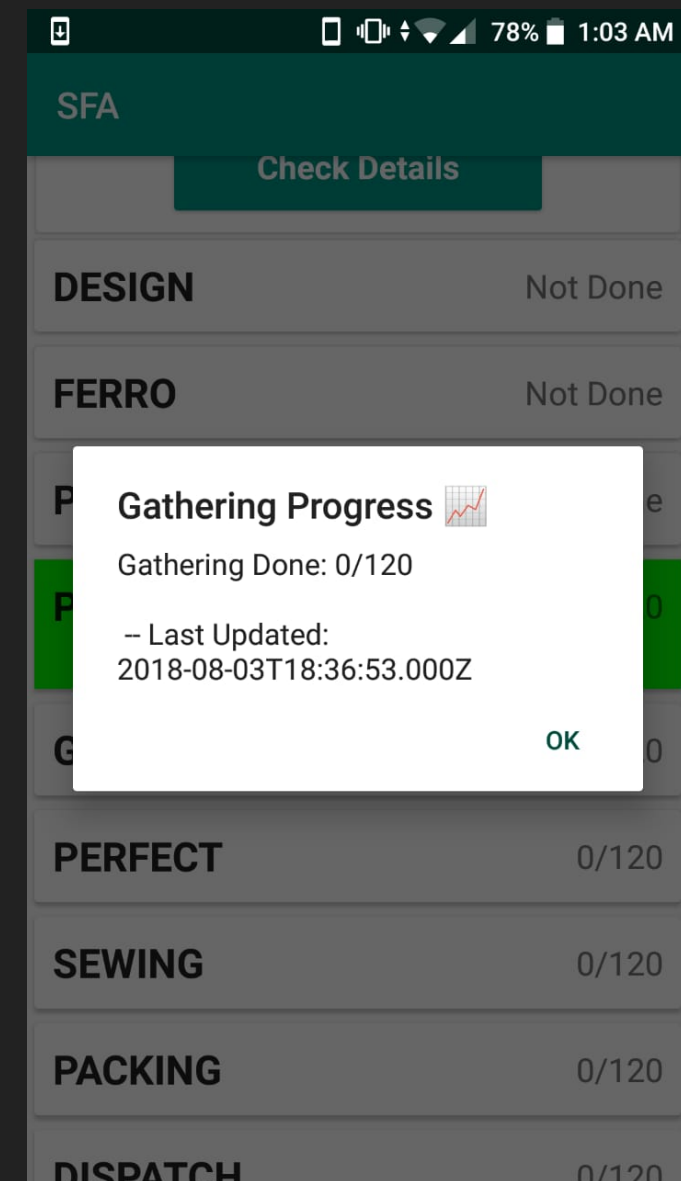 78% 1:03 AM
SFA
Check Details
DESIGN Not Done
FERRO Not Done
Gathering Progress 📈
Gathering Done: 0/120
-- Last Updated:
2018-08-03T18:36:53.000Z
OK
PERFECT 0/120
SEWING 0/120
PACKING 0/120
DISPATCH 0/120